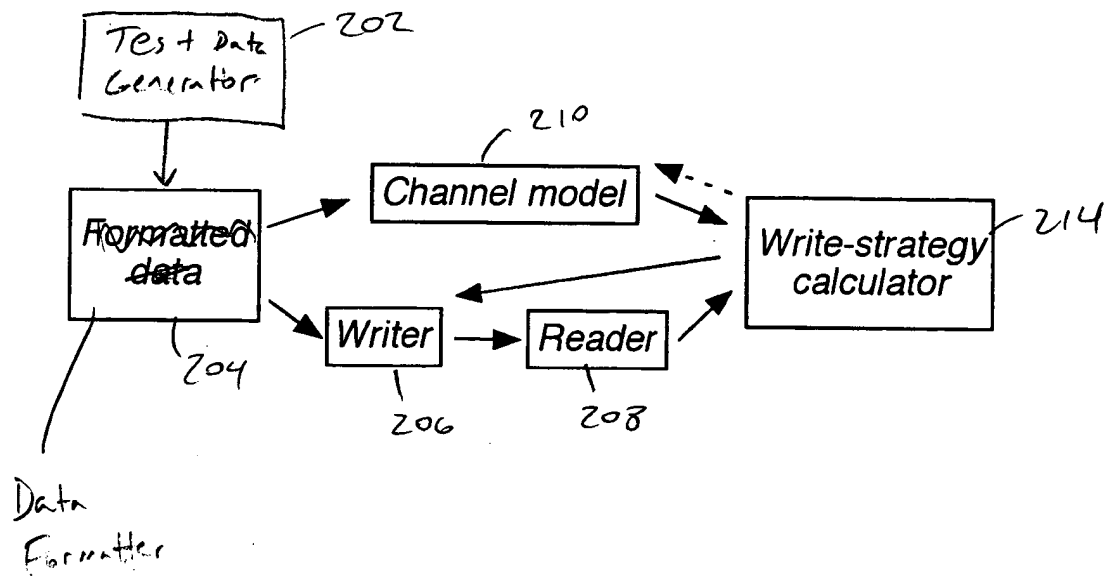 Test Data
Generator
202
210
Channel model
Formatted
data
204
Write-strategy
calculator
214
Writer
206
Reader
208
Data
Formatter